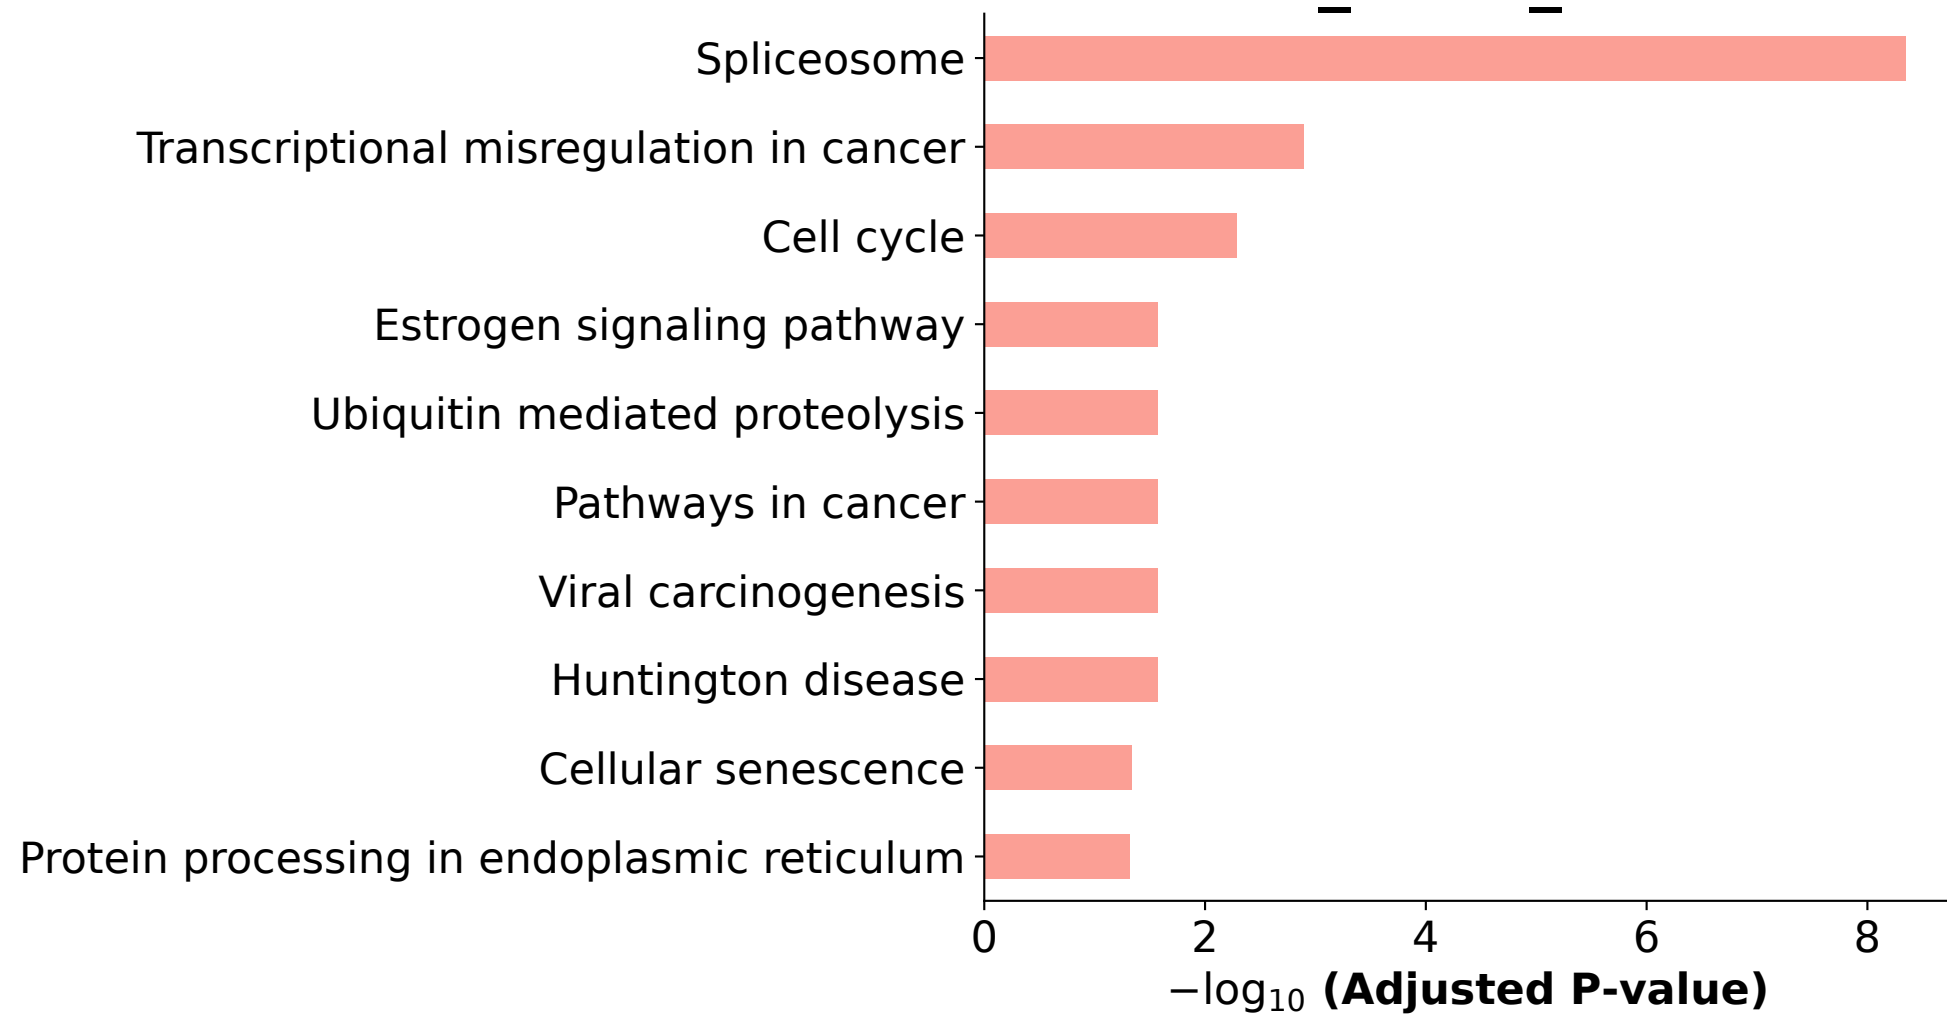 Spliceosome
Transcriptional misregulation in cancer
Cell cycle
Estrogen signaling pathway
Ubiquitin mediated proteolysis
Pathways in cancer
Viral carcinogenesis
Huntington disease
Cellular senescence
Protein processing in endoplasmic reticulum
0 2 4 6 8
−log₁₀ (Adjusted P-value)